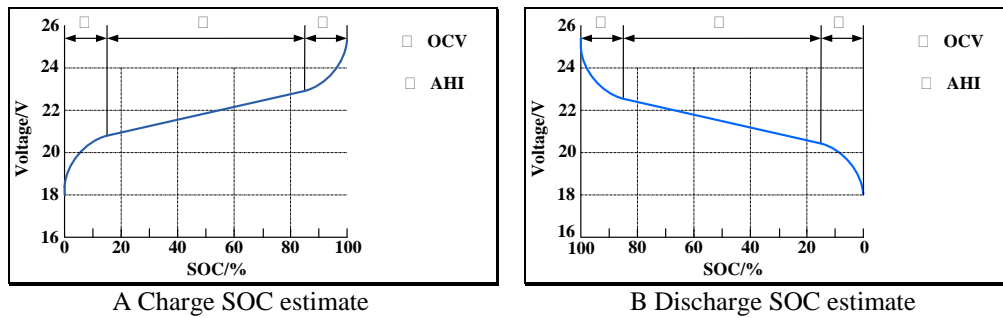 □ □ □
26
24
22
20
18
16
Voltage/V
0 20 40 60 80 100
SOC/%
□ OCV
□ AHI
A Charge SOC estimate
□ □ □
26
24
22
20
18
16
Voltage/V
100 80 60 40 20 0
SOC/%
□ OCV
□ AHI
B Discharge SOC estimate